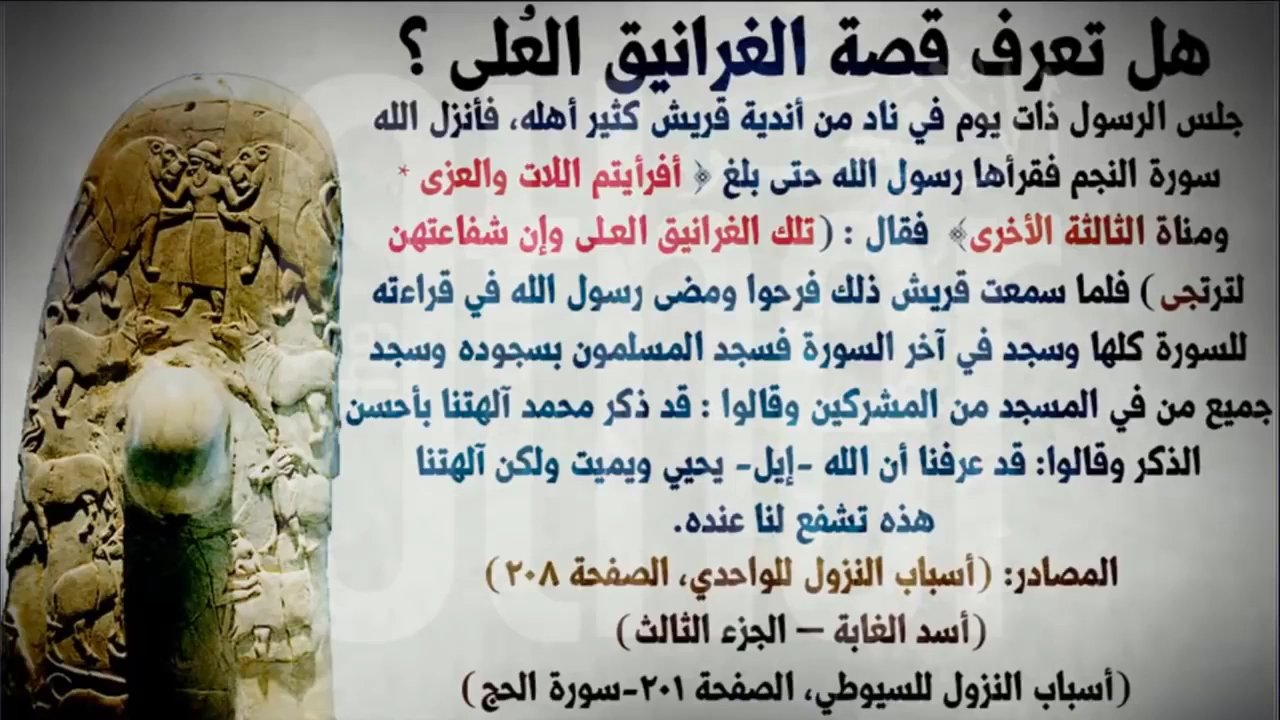 هل تعرف قصة الغرانيق العُلى ؟
جلس الرسول ذات يوم في ناد من أندية قريش كثير أهله، فأنزل الله
سورة النجم فقرأها رسول الله حتى بلغ ﴿ أفرأيتم اللات والعزى *
ومناة الثالثة الأخرى﴾ فقال : (تلك الغرانيق العلى وإن شفاعتهن
لترتجى) فلما سمعت قريش ذلك فرحوا ومضى رسول الله في قراءته
للسورة كلها وسجد في آخر السورة فسجد المسلمون بسجوده وسجد
جميع من في المسجد من المشركين وقالوا : قد ذكر محمد آلهتنا بأحسن
الذكر وقالوا: قد عرفنا أن الله -إيل- يحيي ويميت ولكن آلهتنا
هذه تشفع لنا عنده.
المصادر: (أسباب النزول للواحدي، الصفحة ٢٠٨)
(أسد الغابة – الجزء الثالث)
(أسباب النزول للسيوطي، الصفحة ٢٠١-سورة الحج)